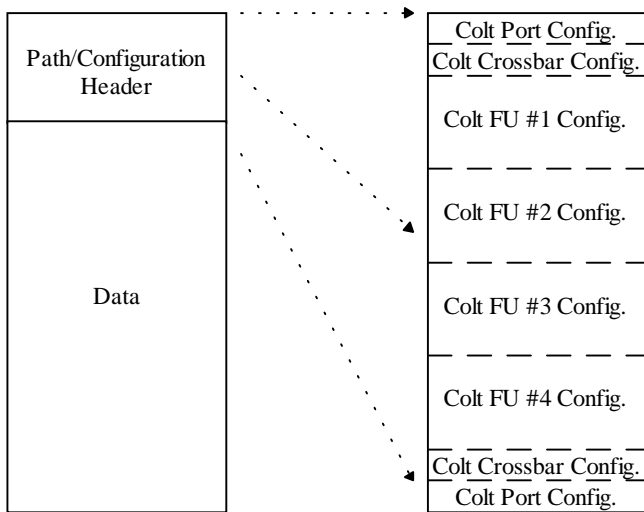 Path/Configuration
Header
Data
Colt Port Config.
Colt Crossbar Config.
Colt FU #1 Config.
Colt FU #2 Config.
Colt FU #3 Config.
Colt FU #4 Config.
Colt Crossbar Config.
Colt Port Config.